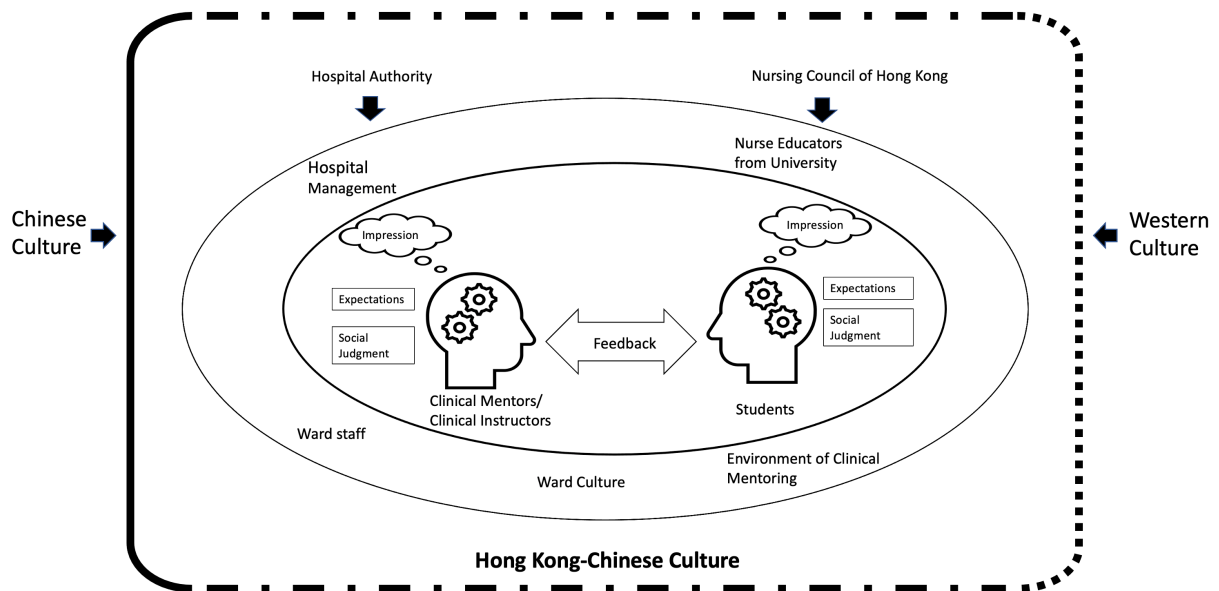 Hospital Authority
Nursing Council of Hong Kong
Nurse Educators
from University
Hospital
Management
Chinese
Culture
Western
Culture
Impression
Impression
Expectations
Social
Judgment
Expectations
Social
Judgment
Feedback
Clinical Mentors/
Clinical Instructors
Students
Ward staff
Environment of Clinical
Mentoring
Ward Culture
Hong Kong-Chinese Culture